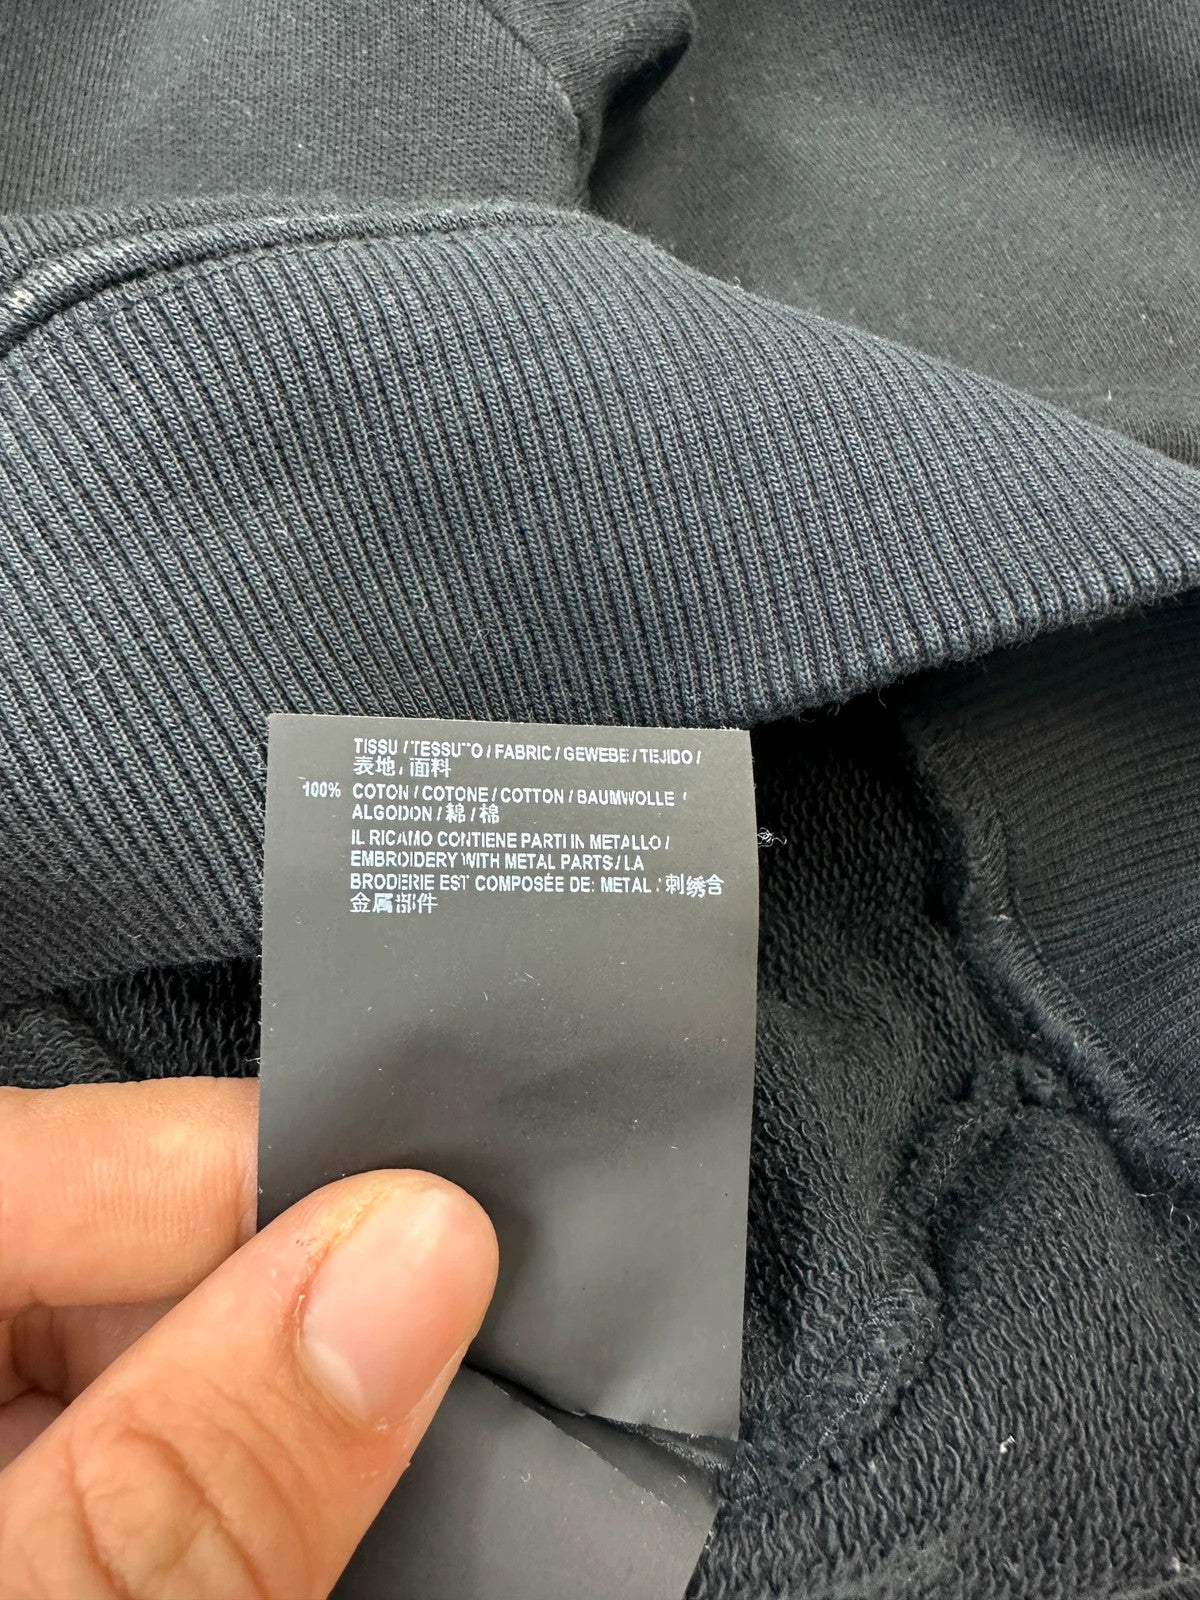 TISSU / TESSUTO / FABRIC / GEWEBE / TEJIDO /
表地, 面料
100% COTON / COTONE / COTTON / BAUMWOLLE /
ALGODON / 綿 / 棉
IL RICAMO CONTIENE PARTI IN METALLO /
EMBROIDERY WITH METAL PARTS / LA
BRODERIE EST COMPOSÉE DE: METAL / 刺绣含
金属部件